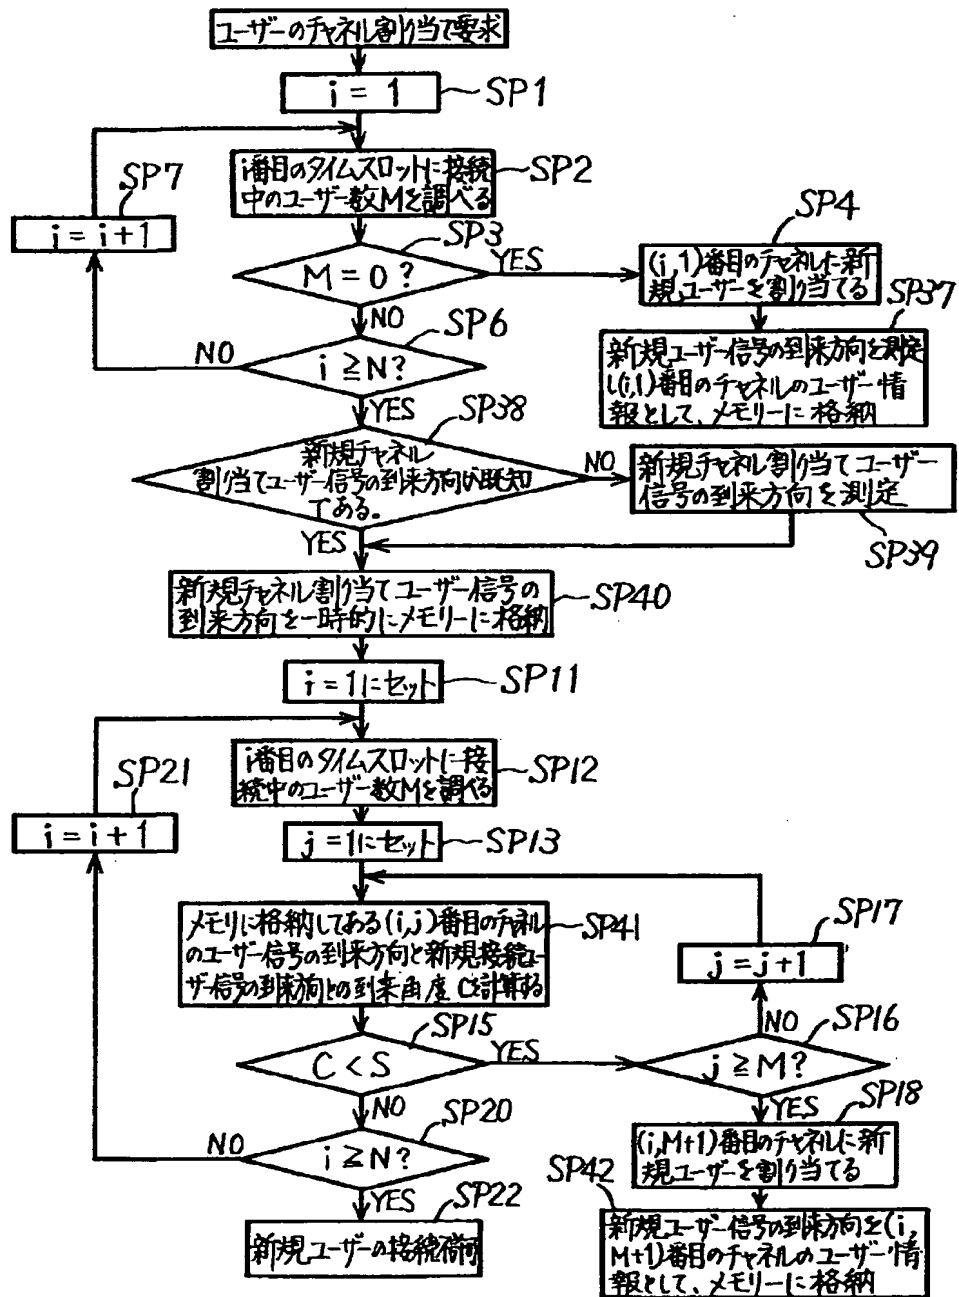 ユーザーのチャネル割り当て要求
i = 1
SP1
i番目のタイムスロットに接続
中のユーザー数Mを調べる
SP2
SP7
i = i+1
SP3
M = 0 ?
YES
NO
SP4
(i,1)番目のチャネルに新
規ユーザーを割り当てる
SP37
新規ユーザー信号の到来方向を測定
し(i,1)番目のチャネルのユーザー情
報として、メモリーに格納
SP6
i ≧ N?
NO
YES
SP38
新規チャネル
割り当てユーザー信号の到来方向が既知
である。
NO
YES
新規チャネル割り当てユーザー
信号の到来方向を測定
SP39
新規チャネル割り当てユーザー信号の
到来方向を一時的にメモリーに格納
SP40
i = 1にセット
SP11
i番目のタイムスロットに接
続中のユーザー数Mを調べる
SP12
SP21
i = i + 1
j = 1にセット
SP13
メモリに格納してある(i,j)番目のチャネル
のユーザー信号の到来方向と新規接続ユー
ザー信号の到来方向との到来角度Cを計算する
SP41
SP17
j = j+1
SP15
C < S
YES
NO
SP16
j ≧ M?
NO
YES
SP18
(i,M+1)番目のチャネルに新
規ユーザーを割り当てる
SP20
i ≧ N?
NO
YES
SP42
新規ユーザー信号の到来方向を(i,
M+1)番目のチャネルのユーザー情
報として、メモリーに格納
SP22
新規ユーザーの接続